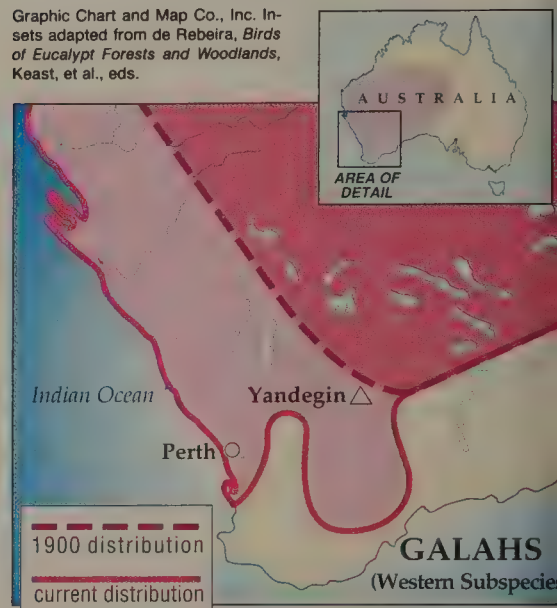 Graphic Chart and Map Co., Inc. In-
sets adapted from de Rebeira, Birds
of Eucalypt Forests and Woodlands,
Keast, et al., eds.
AUSTRALIA
AREA OF
DETAIL
Indian Ocean
Yandegin
Perth
1900 distribution
current distribution
GALAHS
(Western Subspecies